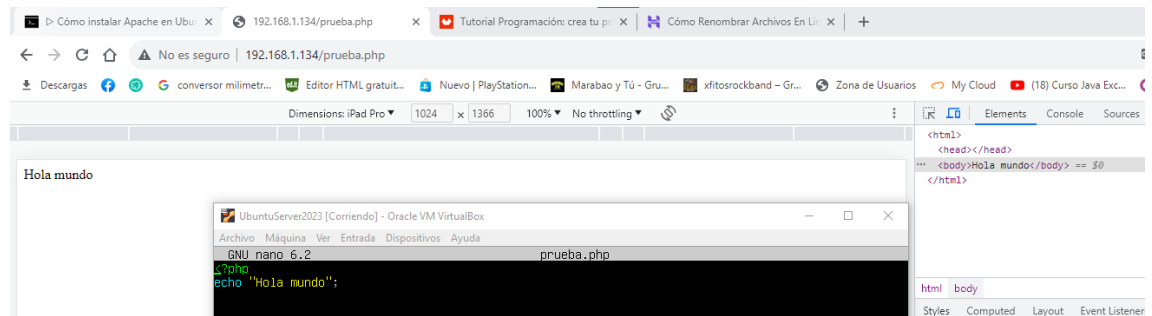 ▷ Cómo instalar Apache en Ubu
192.168.1.134/prueba.php
Tutorial Programación: crea tu pr
Cómo Renombrar Archivos En Lin
No es seguro | 192.168.1.134/prueba.php
Descargas
conversor milimetr...
Editor HTML gratuit...
Nuevo | PlayStation...
Marabao y Tú - Gru...
xfitosrockband – Gr...
Zona de Usuarios
My Cloud
(18) Curso Java Exc...
Dimensions: iPad Pro ▼ 1024 x 1366 100% ▼ No throttling ▼
Elements Console Sources
<html>
<head></head>
<body>Hola mundo</body> == $0
</html>
Hola mundo
UbuntuServer2023 [Corriendo] - Oracle VM VirtualBox
Archivo Máquina Ver Entrada Dispositivos Ayuda
GNU nano 6.2 prueba.php
<?php
echo "Hola mundo";
html body
Styles Computed Layout Event Listener